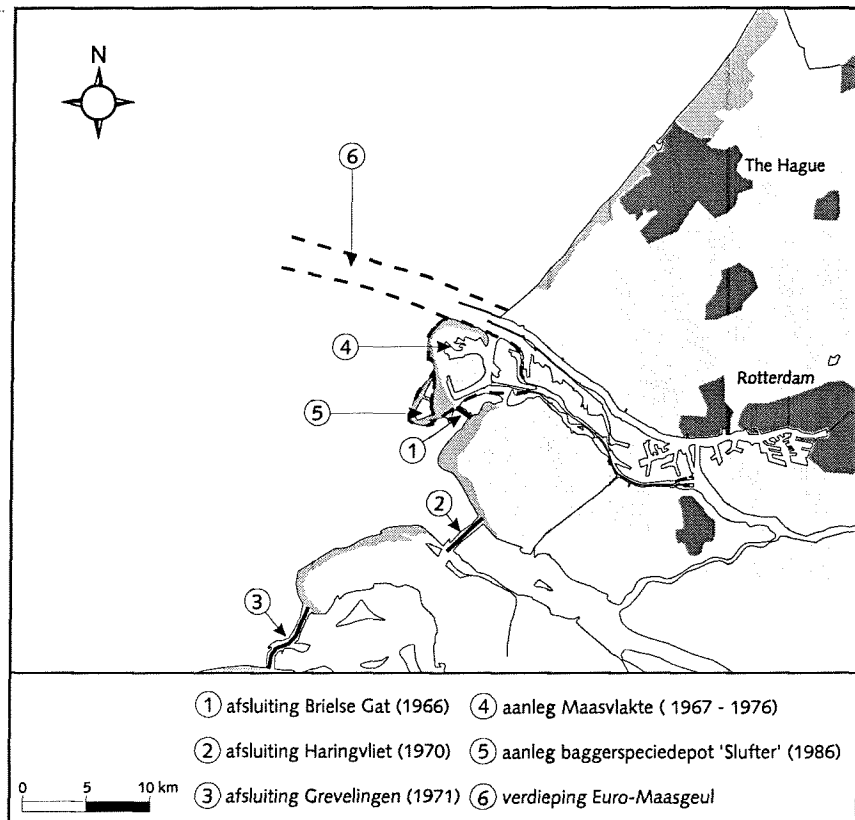 N
6
The Hague
4
Rotterdam
5
1
2
3
1 afsluiting Brielse Gat (1966)
4 aanleg Maasvlakte ( 1967 - 1976)
2 afsluiting Haringvliet (1970)
5 aanleg baggerspeciedepot 'Slufter' (1986)
0 5 10 km
3 afsluiting Grevelingen (1971)
6 verdieping Euro-Maasgeul